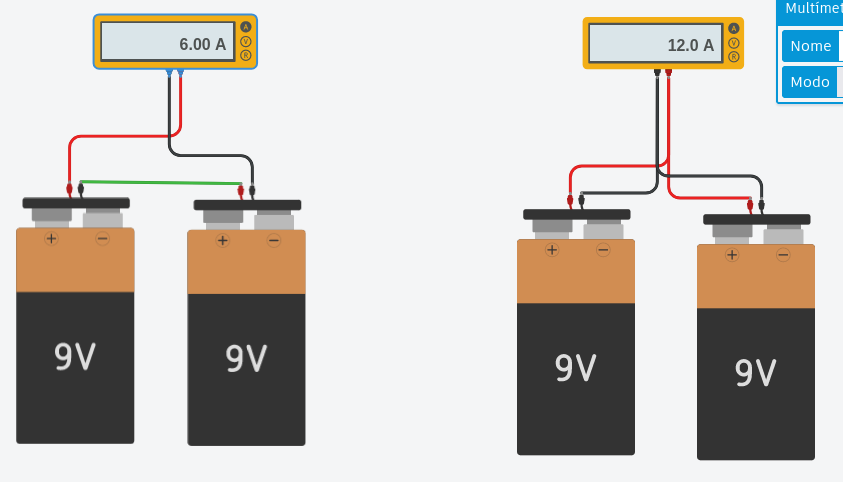 6.00 A
A
V
R
12.0 A
A
V
R
Multímet
Nome
Modo
+
−
+
−
+
−
+
−
9V
9V
9V
9V